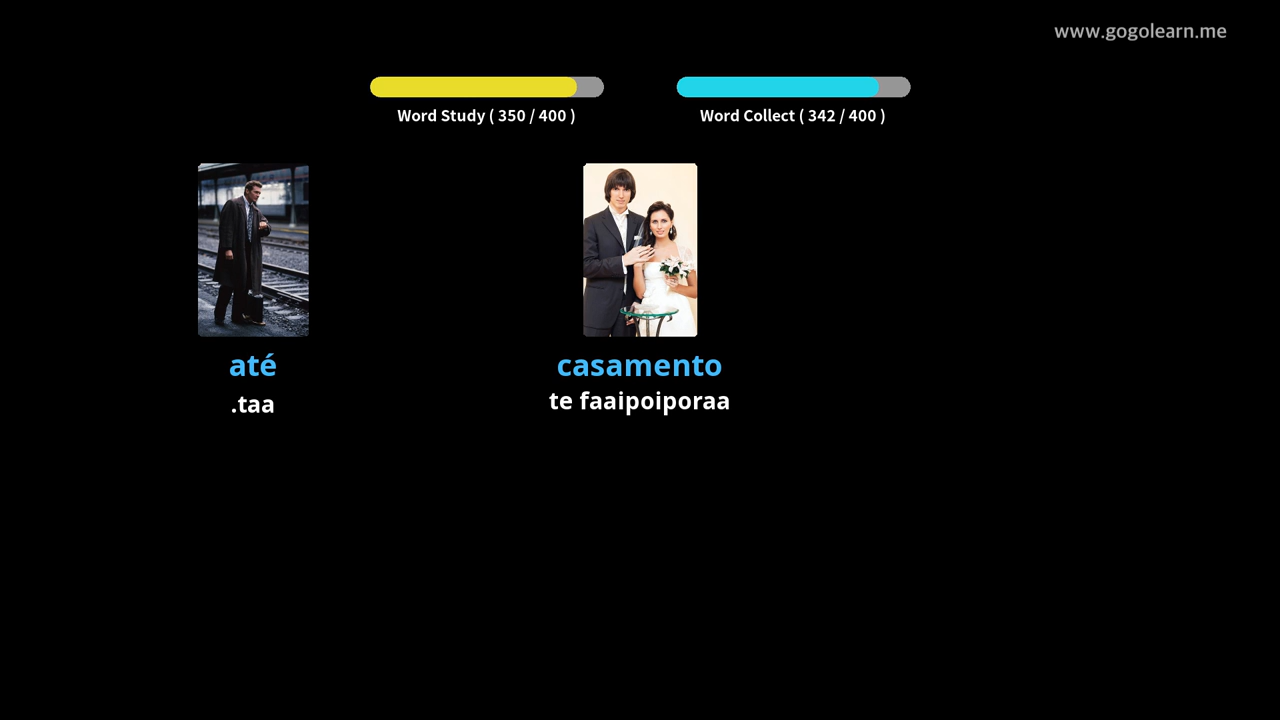 www.gogolearn.me
Word Study ( 350 / 400 )
Word Collect ( 342 / 400 )
até
.taa
casamento
te faaipoiporaa